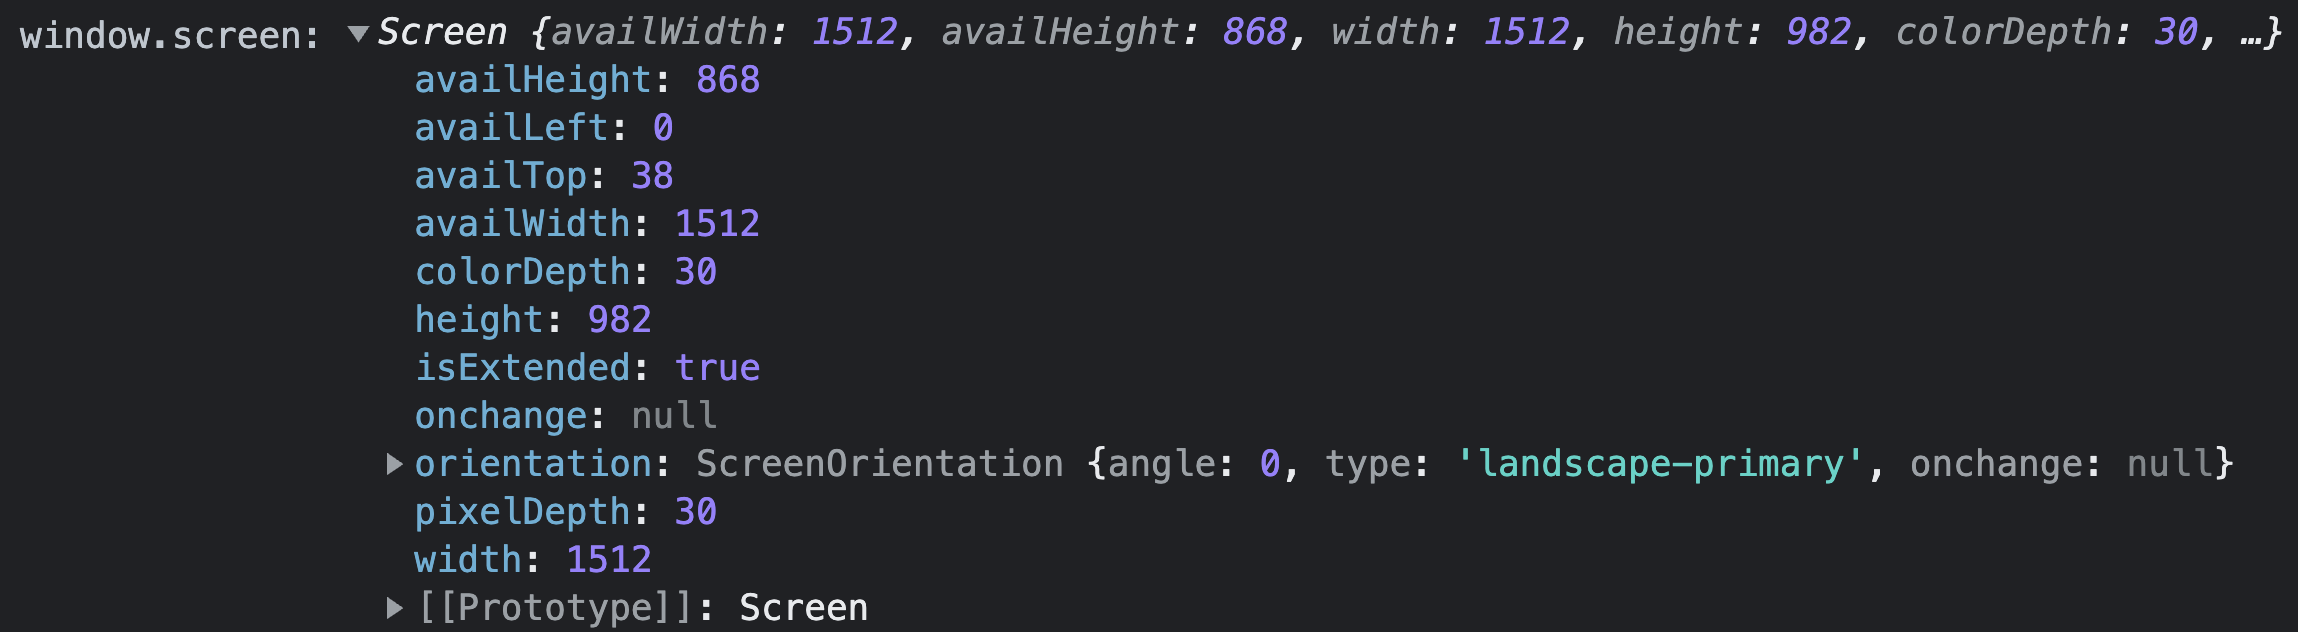 window.screen: ▼Screen {availWidth: 1512, availHeight: 868, width: 1512, height: 982, colorDepth: 30, …}
availHeight: 868
availLeft: 0
availTop: 38
availWidth: 1512
colorDepth: 30
height: 982
isExtended: true
onchange: null
▶orientation: ScreenOrientation {angle: 0, type: 'landscape-primary', onchange: null}
pixelDepth: 30
width: 1512
▶[[Prototype]]: Screen